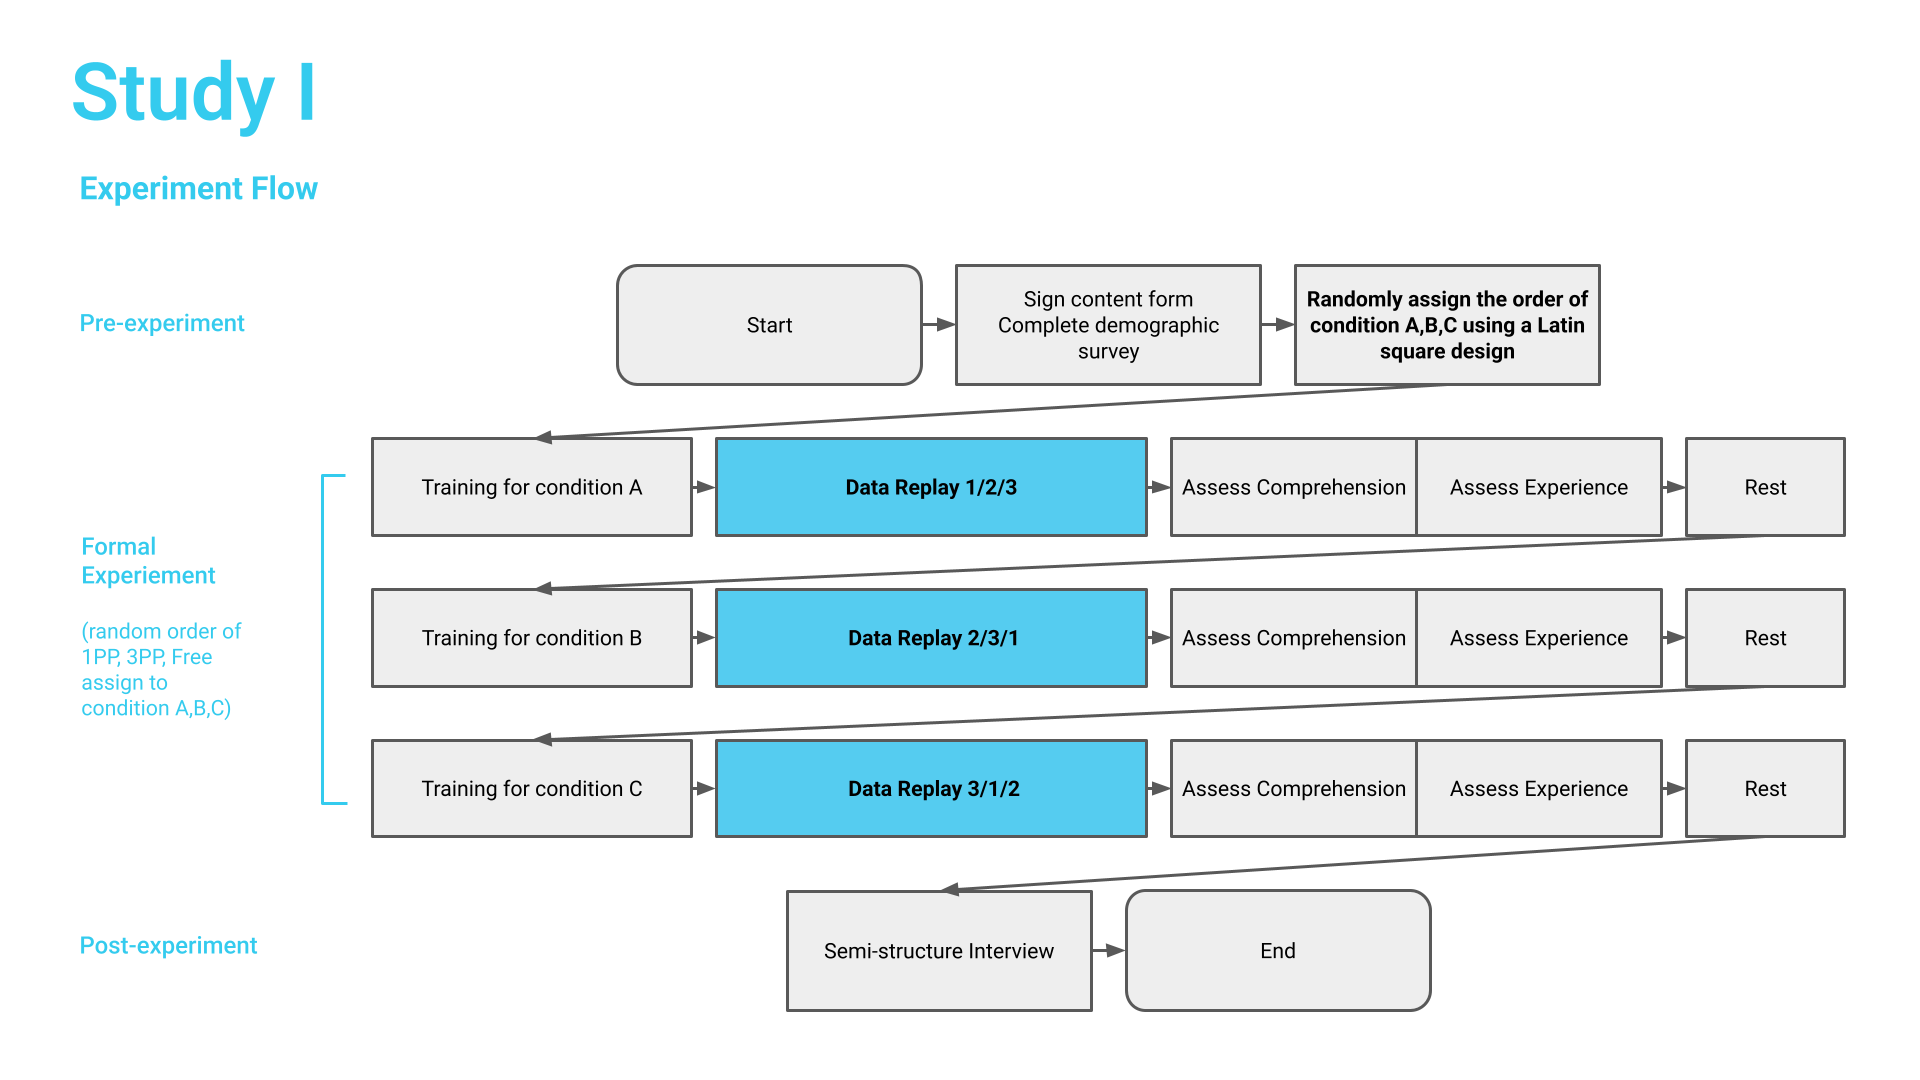 Study I
Experiment Flow
Pre-experiment
Start
Sign content form
Complete demographic
survey
Randomly assign the order of
condition A,B,C using a Latin
square design
Formal
Experiement
(random order of
1PP, 3PP, Free
assign to
condition A,B,C)
Training for condition A
Data Replay 1/2/3
Assess Comprehension
Assess Experience
Rest
Training for condition B
Data Replay 2/3/1
Assess Comprehension
Assess Experience
Rest
Training for condition C
Data Replay 3/1/2
Assess Comprehension
Assess Experience
Rest
Post-experiment
Semi-structure Interview
End